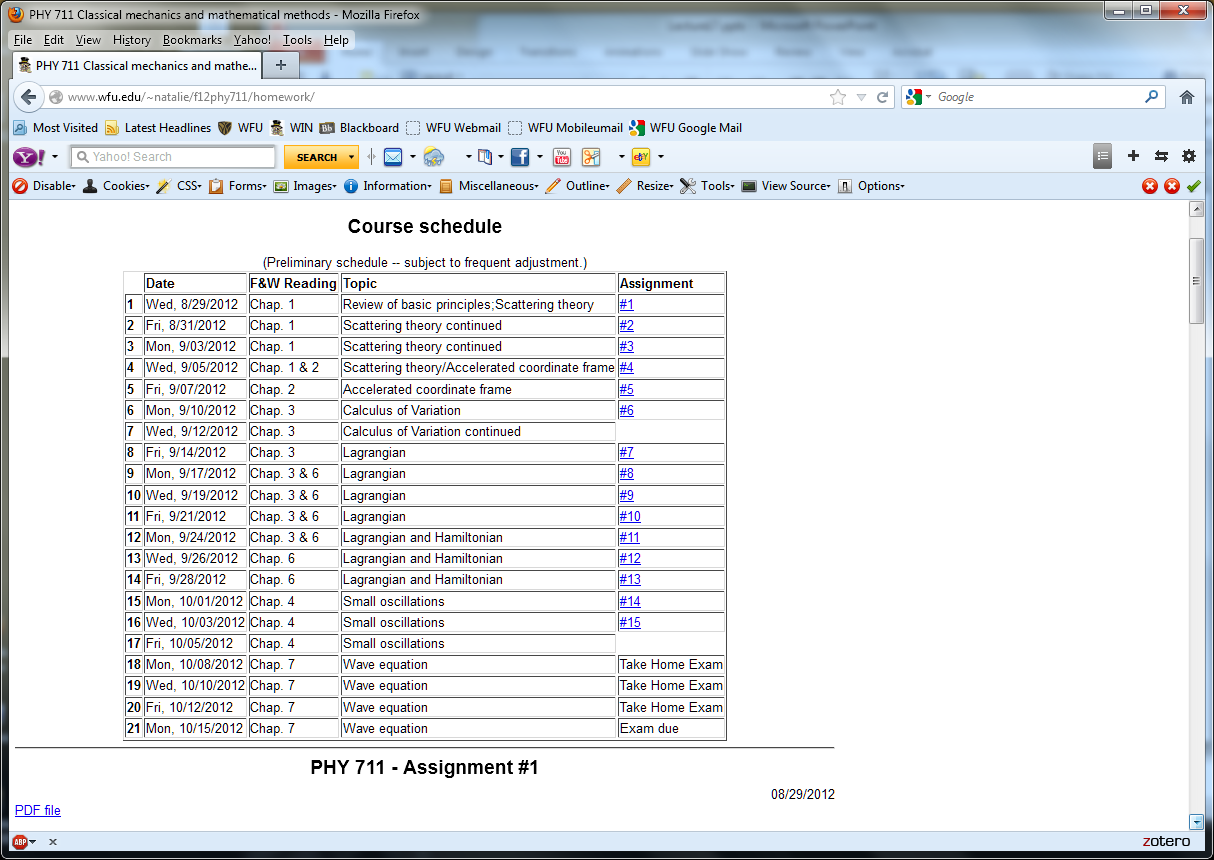 PHY 711 Classical mechanics and mathematical methods - Mozilla Firefox
File Edit View History Bookmarks Yahoo! Tools Help
PHY 711 Classical mechanics and mathe... +
www.wfu.edu/~natalie/f12phy711/homework/ Google
Most Visited Latest Headlines WFU WIN Bb Blackboard WFU Webmail WFU Mobileumail WFU Google Mail
Y! Yahoo! Search SEARCH You Tube ebY
Disable Cookies CSS Forms Images Information Miscellaneous Outline Resize Tools View Source Options
Course schedule
(Preliminary schedule -- subject to frequent adjustment.)
Date F&W Reading Topic Assignment
1 Wed, 8/29/2012 Chap. 1 Review of basic principles;Scattering theory #1
2 Fri, 8/31/2012 Chap. 1 Scattering theory continued #2
3 Mon, 9/03/2012 Chap. 1 Scattering theory continued #3
4 Wed, 9/05/2012 Chap. 1 & 2 Scattering theory/Accelerated coordinate frame #4
5 Fri, 9/07/2012 Chap. 2 Accelerated coordinate frame #5
6 Mon, 9/10/2012 Chap. 3 Calculus of Variation #6
7 Wed, 9/12/2012 Chap. 3 Calculus of Variation continued
8 Fri, 9/14/2012 Chap. 3 Lagrangian #7
9 Mon, 9/17/2012 Chap. 3 & 6 Lagrangian #8
10 Wed, 9/19/2012 Chap. 3 & 6 Lagrangian #9
11 Fri, 9/21/2012 Chap. 3 & 6 Lagrangian #10
12 Mon, 9/24/2012 Chap. 3 & 6 Lagrangian and Hamiltonian #11
13 Wed, 9/26/2012 Chap. 6 Lagrangian and Hamiltonian #12
14 Fri, 9/28/2012 Chap. 6 Lagrangian and Hamiltonian #13
15 Mon, 10/01/2012 Chap. 4 Small oscillations #14
16 Wed, 10/03/2012 Chap. 4 Small oscillations #15
17 Fri, 10/05/2012 Chap. 4 Small oscillations
18 Mon, 10/08/2012 Chap. 7 Wave equation Take Home Exam
19 Wed, 10/10/2012 Chap. 7 Wave equation Take Home Exam
20 Fri, 10/12/2012 Chap. 7 Wave equation Take Home Exam
21 Mon, 10/15/2012 Chap. 7 Wave equation Exam due
PHY 711 - Assignment #1
08/29/2012
PDF file
ABP x zotero